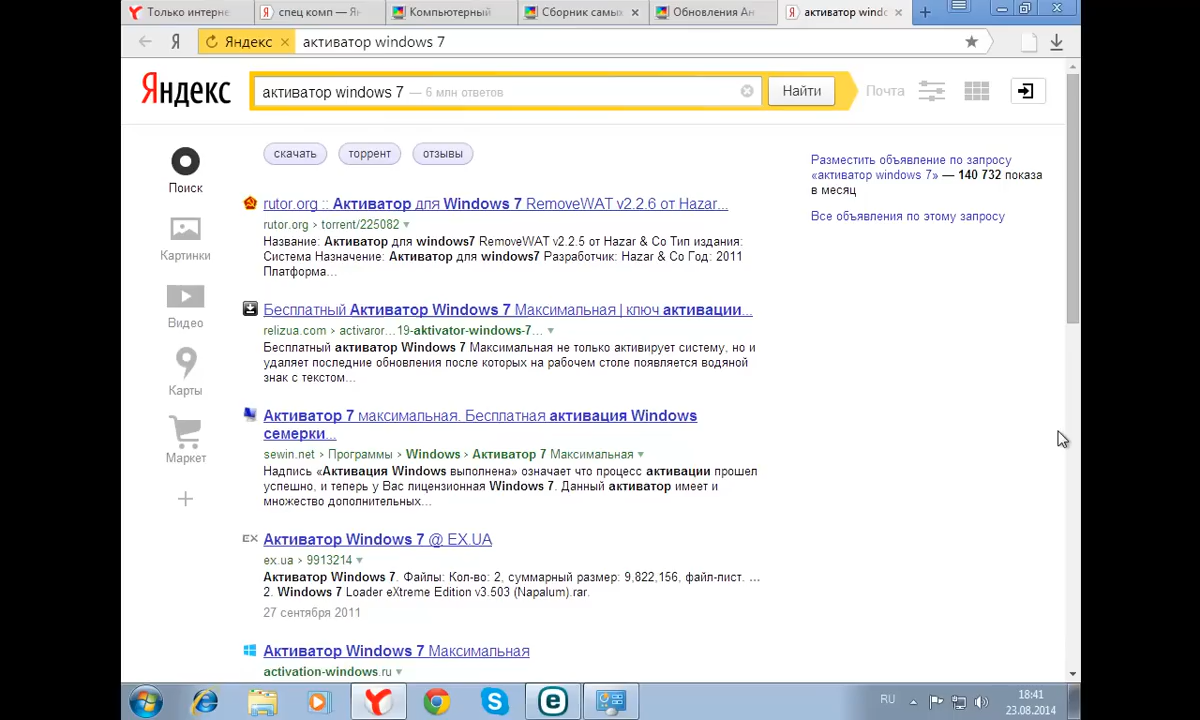 Только интерне
спец комп — Ян
Компьютерный
Сборник самых
Обновления Ан
активатор windo
Я
Яндекс
активатор windows 7
Яндекс
активатор windows 7 — 6 млн ответов
Найти
Почта
скачать
торрент
отзывы
Поиск
Картинки
Видео
Карты
Маркет
rutor.org :: Активатор для Windows 7 RemoveWAT v2.2.6 от Hazar...
rutor.org › torrent/225082
Название: Активатор для windows7 RemoveWAT v2.2.5 от Hazar & Co Тип издания:
Система Назначение: Активатор для windows7 Разработчик: Hazar & Co Год: 2011
Платформа...
Бесплатный Активатор Windows 7 Максимальная | ключ активации...
relizua.com › activaror...19-aktivator-windows-7...
Бесплатный активатор Windows 7 Максимальная не только активирует систему, но и
удаляет последние обновления после которых на рабочем столе появляется водяной
знак с текстом...
Активатор 7 максимальная. Бесплатная активация Windows
семерки...
sewin.net › Программы › Windows › Активатор 7 Максимальная
Надпись «Активация Windows выполнена» означает что процесс активации прошел
успешно, и теперь у Вас лицензионная Windows 7. Данный активатор имеет и
множество дополнительных...
EX
Активатор Windows 7 @ EX.UA
ex.ua › 9913214
Активатор Windows 7. Файлы: Кол-во: 2, суммарный размер: 9,822,156, файл-лист. ...
2. Windows 7 Loader eXtreme Edition v3.503 (Napalum).rar.
27 сентября 2011
Активатор Windows 7 Максимальная
activation-windows.ru
Разместить объявление по запросу
«активатор windows 7» — 140 732 показа
в месяц
Все объявления по этому запросу
RU
18:41
23.08.2014